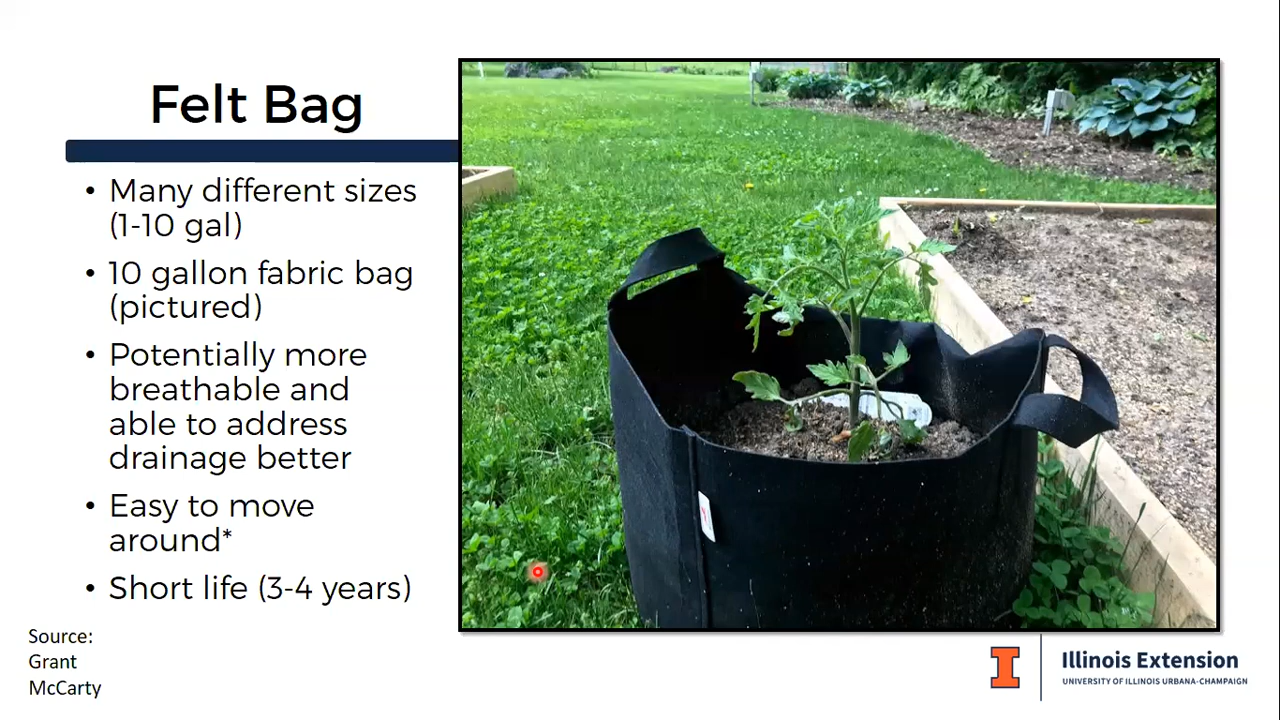 Felt Bag
• Many different sizes
(1-10 gal)
• 10 gallon fabric bag
(pictured)
• Potentially more
breathable and
able to address
drainage better
• Easy to move
around*
• Short life (3-4 years)
Source:
Grant
McCarty
I
Illinois Extension
UNIVERSITY OF ILLINOIS URBANA-CHAMPAIGN